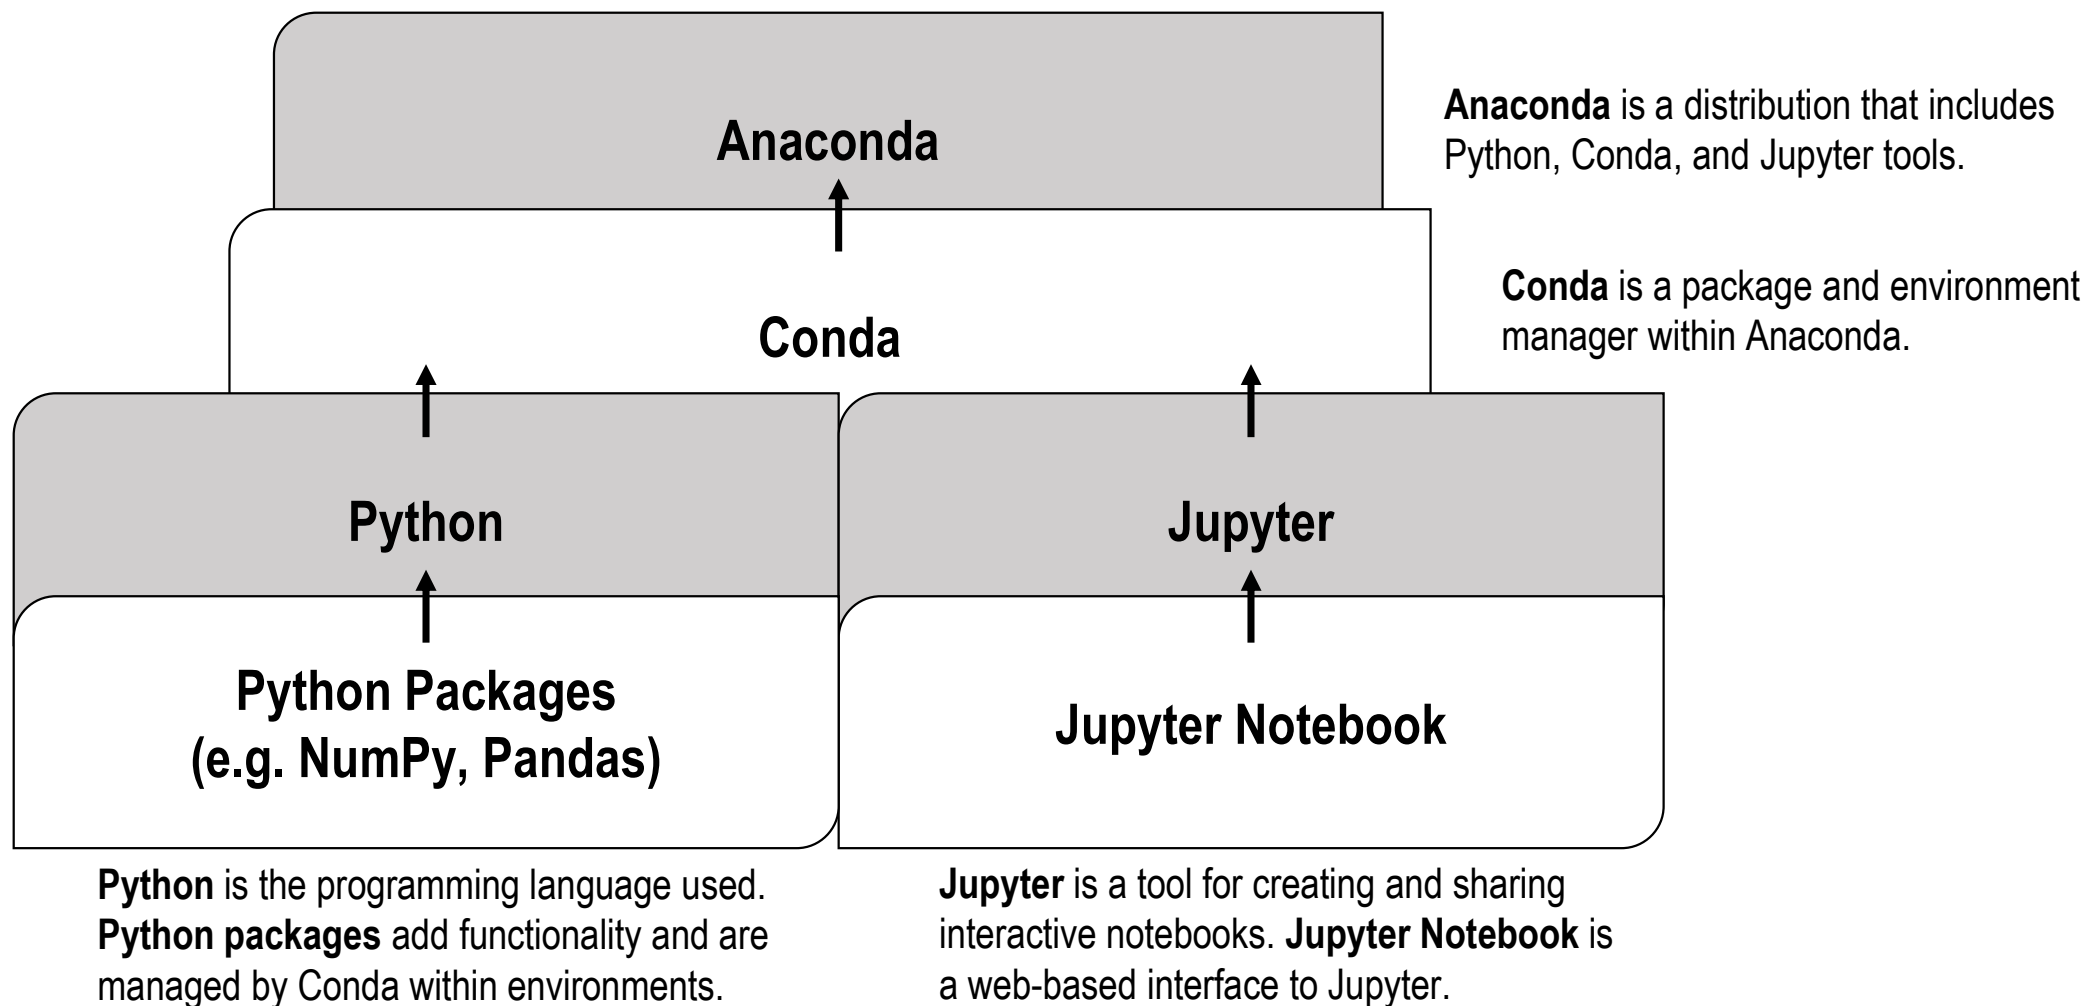 Anaconda
Anaconda is a distribution that includes
Python, Conda, and Jupyter tools.
Conda
Conda is a package and environment
manager within Anaconda.
Python
Jupyter
Python Packages
(e.g. NumPy, Pandas)
Jupyter Notebook
Python is the programming language used.
Python packages add functionality and are
managed by Conda within environments.
Jupyter is a tool for creating and sharing
interactive notebooks. Jupyter Notebook is
a web-based interface to Jupyter.